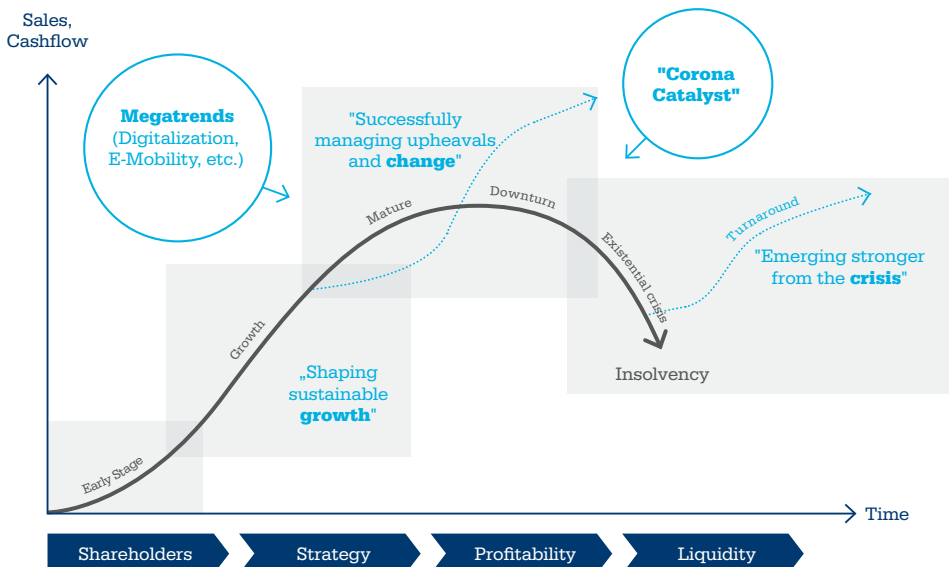 Sales,
Cashflow
Megatrends
(Digitalization,
E-Mobility, etc.)
"Successfully
managing upheavals
and change"
"Corona
Catalyst"
Mature
Downturn
Turnaround
Existential crisis
"Emerging stronger
from the crisis"
Growth
„Shaping
sustainable
growth"
Insolvency
Early Stage
Time
Shareholders
Strategy
Profitability
Liquidity